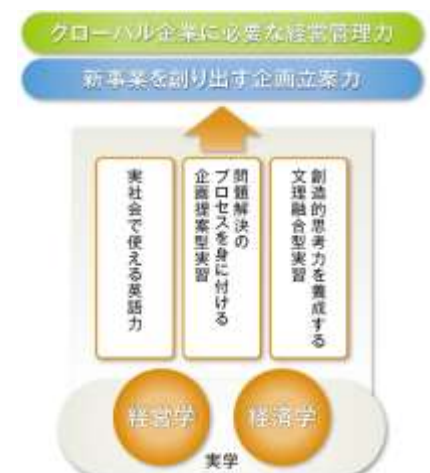 グローバル企業に必要な経営管理力
新事業を創り出す企画立案力
実社会で使える英語力
問題解決の
プロセスを身に付ける
企画提案型実習
創造的思考力を養成する
文理融合型実習
経営学
経済学
実学